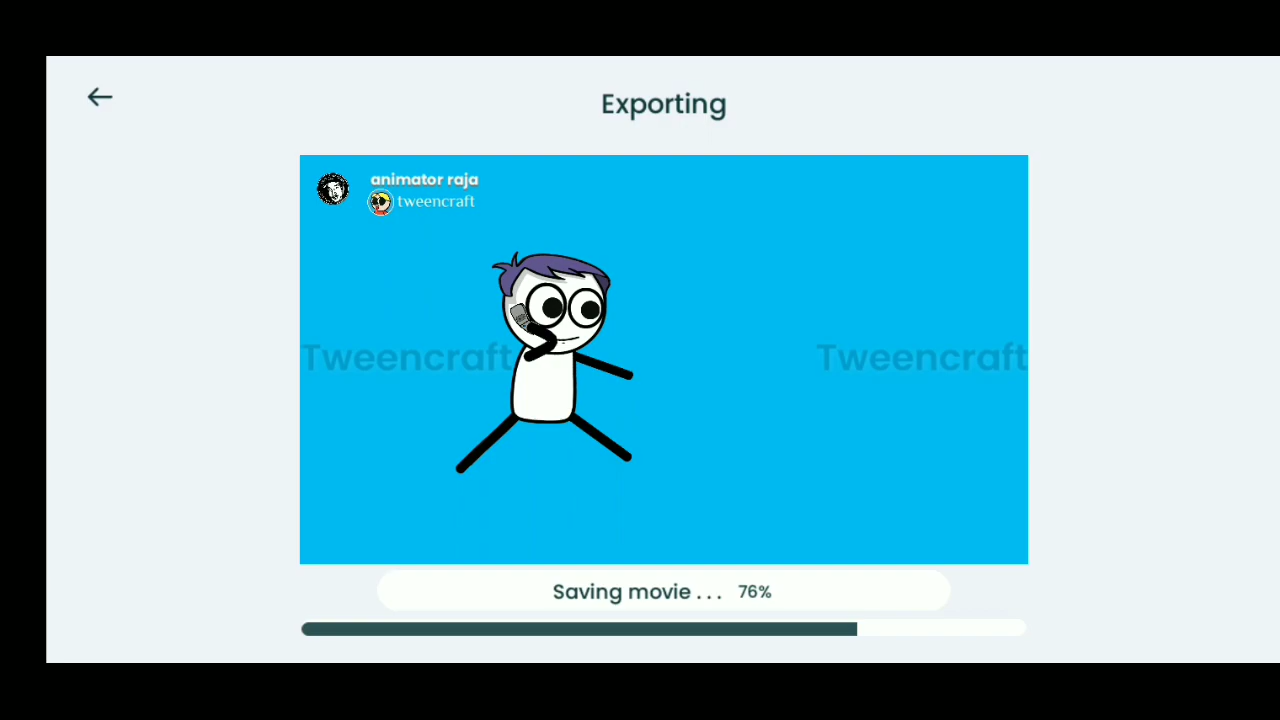 Exporting
animator raja
tweencraft
Tweencraft Tweencraft
Saving movie . . . 76%